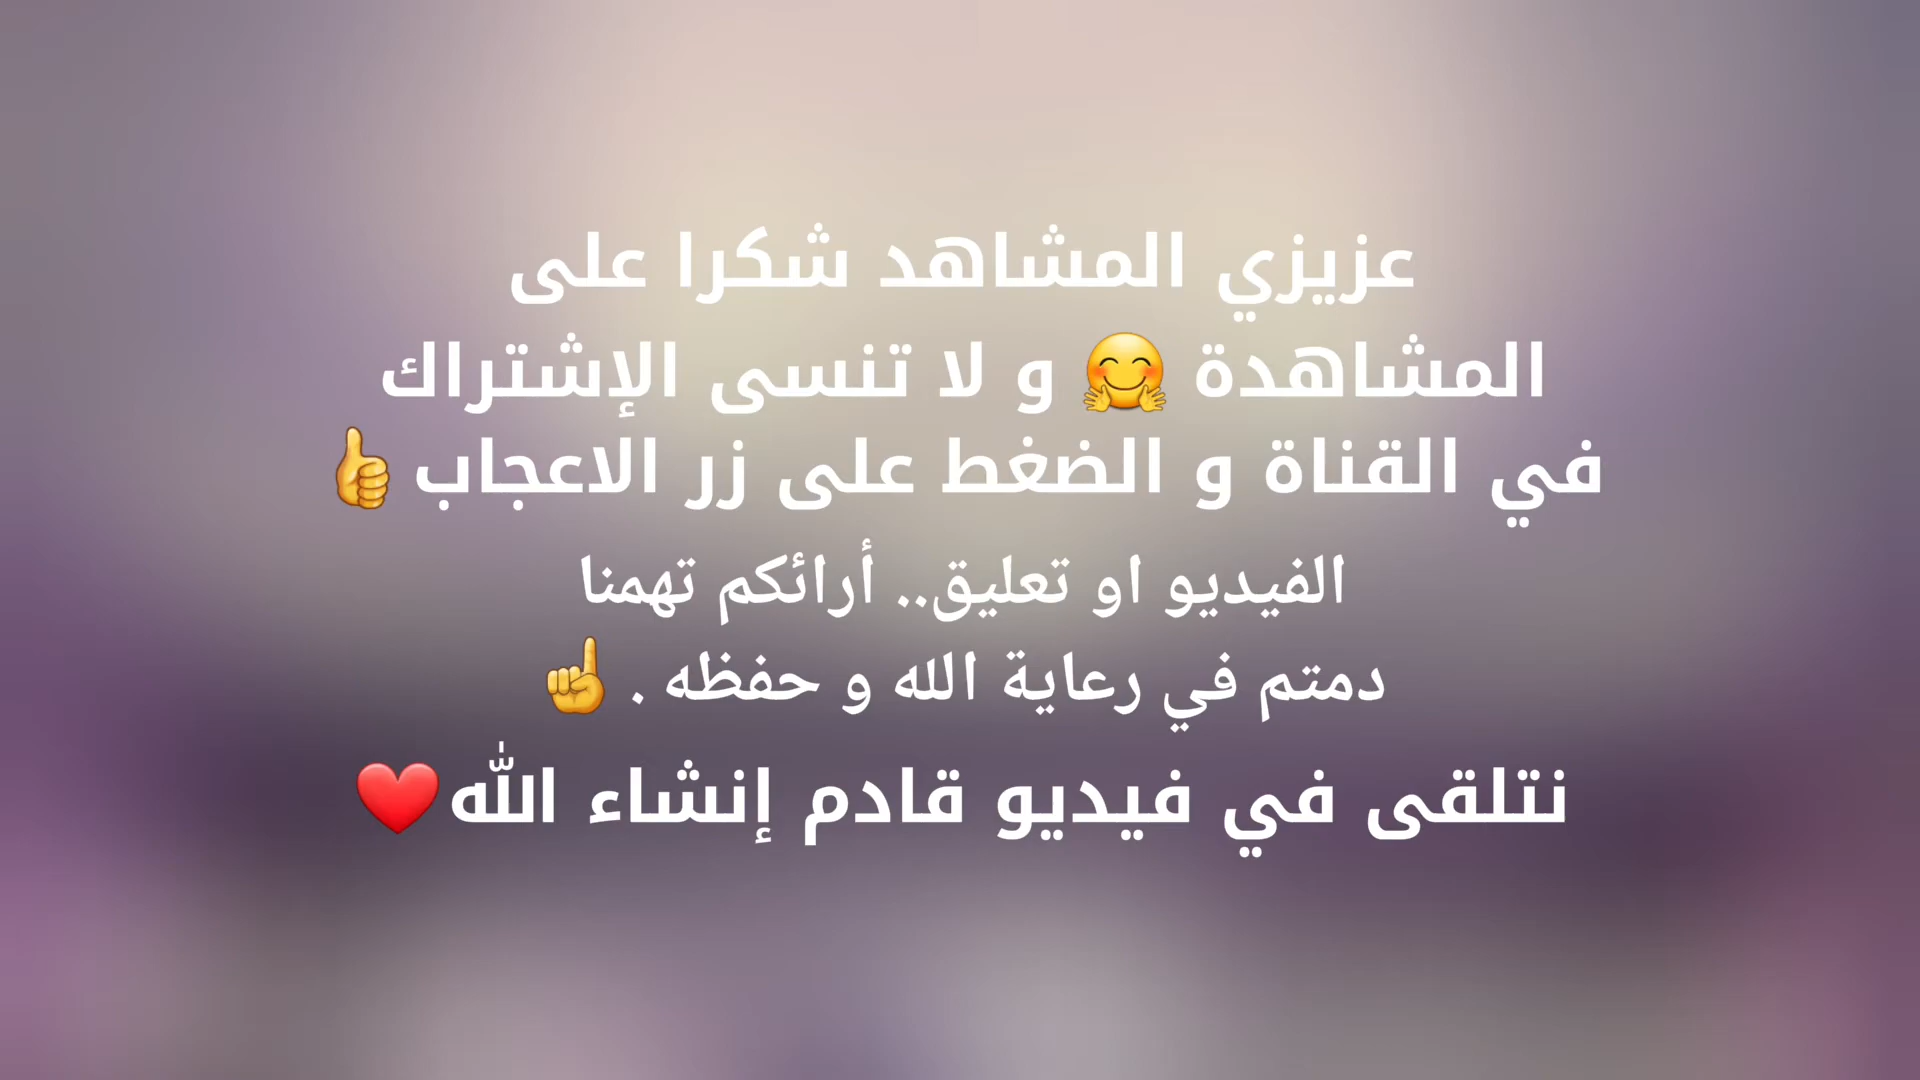 عزيزي المشاهد شكرا على
المشاهدة 🤗 و لا تنسى الإشتراك
في القناة و الضغط على زر الاعجاب 👍
الفيديو او تعليق.. أرائكم تهمنا
دمتم في رعاية الله و حفظه . ☝️
نتلقى في فيديو قادم إنشاء الله ❤️